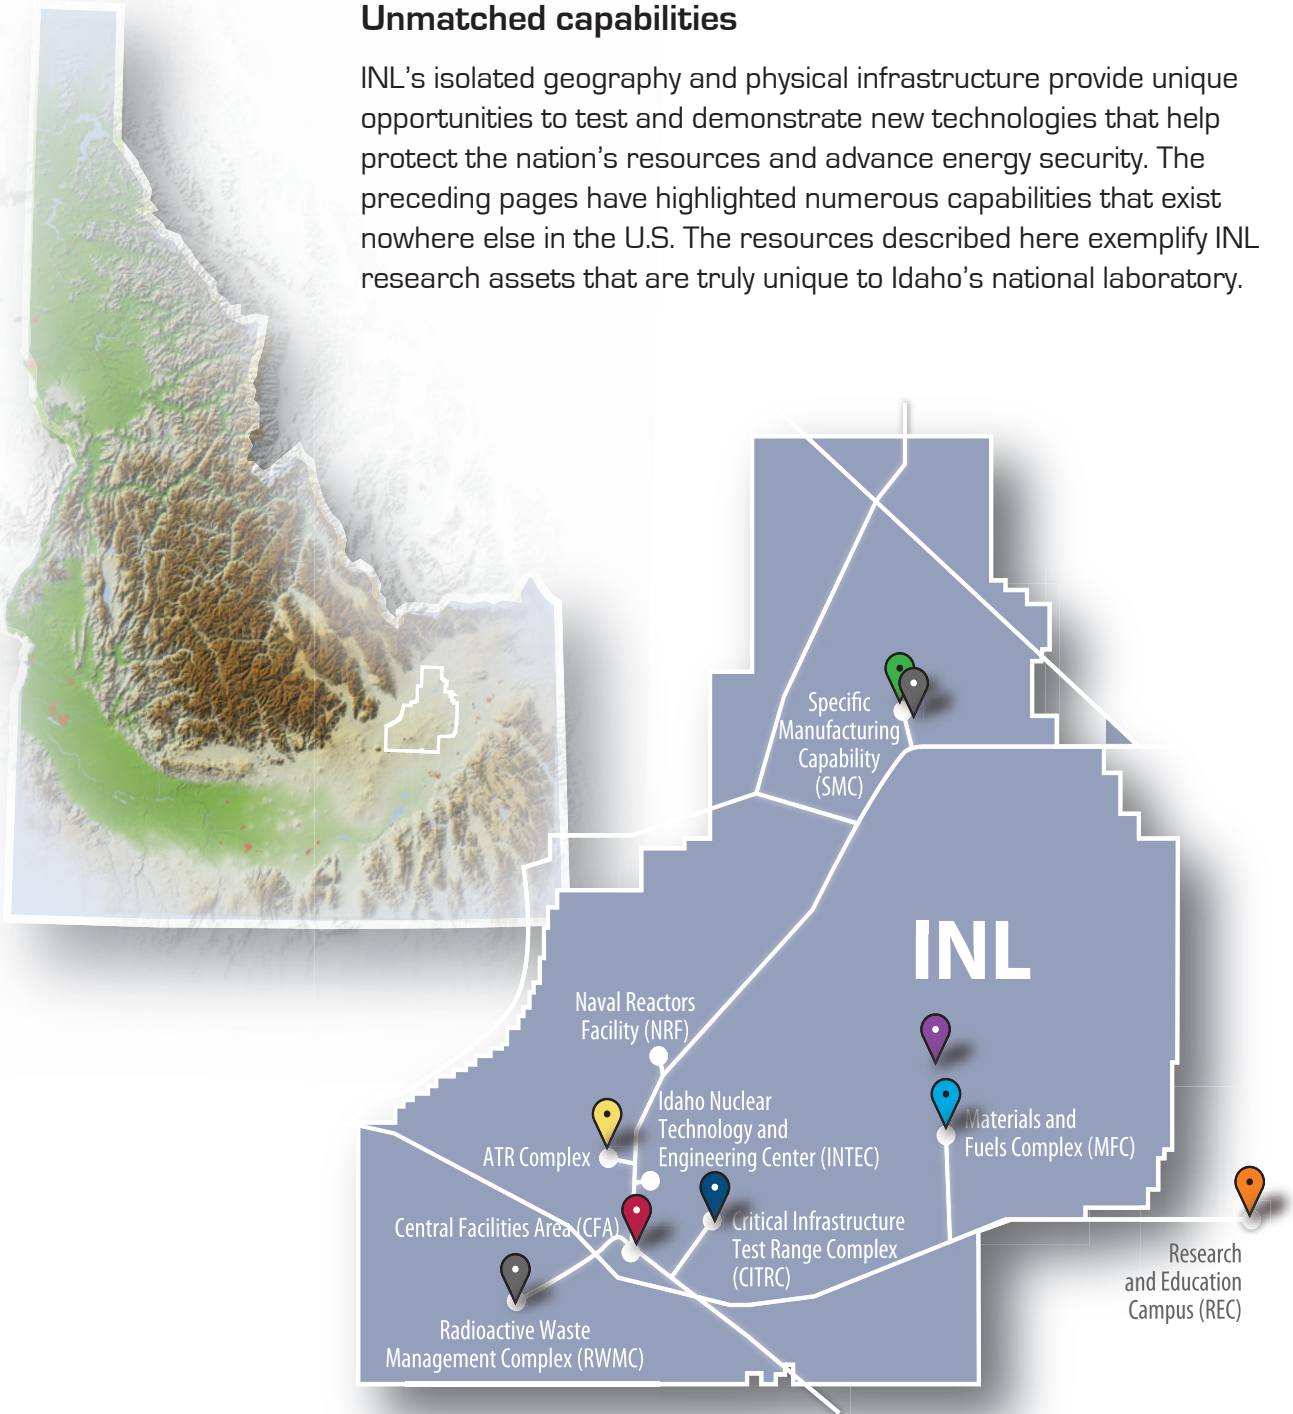 Unmatched capabilities
INL's isolated geography and physical infrastructure provide unique
opportunities to test and demonstrate new technologies that help
protect the nation's resources and advance energy security. The
preceding pages have highlighted numerous capabilities that exist
nowhere else in the U.S. The resources described here exemplify INL
research assets that are truly unique to Idaho's national laboratory.
Specific
Manufacturing
Capability
(SMC)
INL
Naval Reactors
Facility (NRF)
Idaho Nuclear
Technology and
Engineering Center (INTEC)
ATR Complex
Materials and
Fuels Complex (MFC)
Central Facilities Area (CFA)
Critical Infrastructure
Test Range Complex
(CITRC)
Research
and Education
Campus (REC)
Radioactive Waste
Management Complex (RWMC)